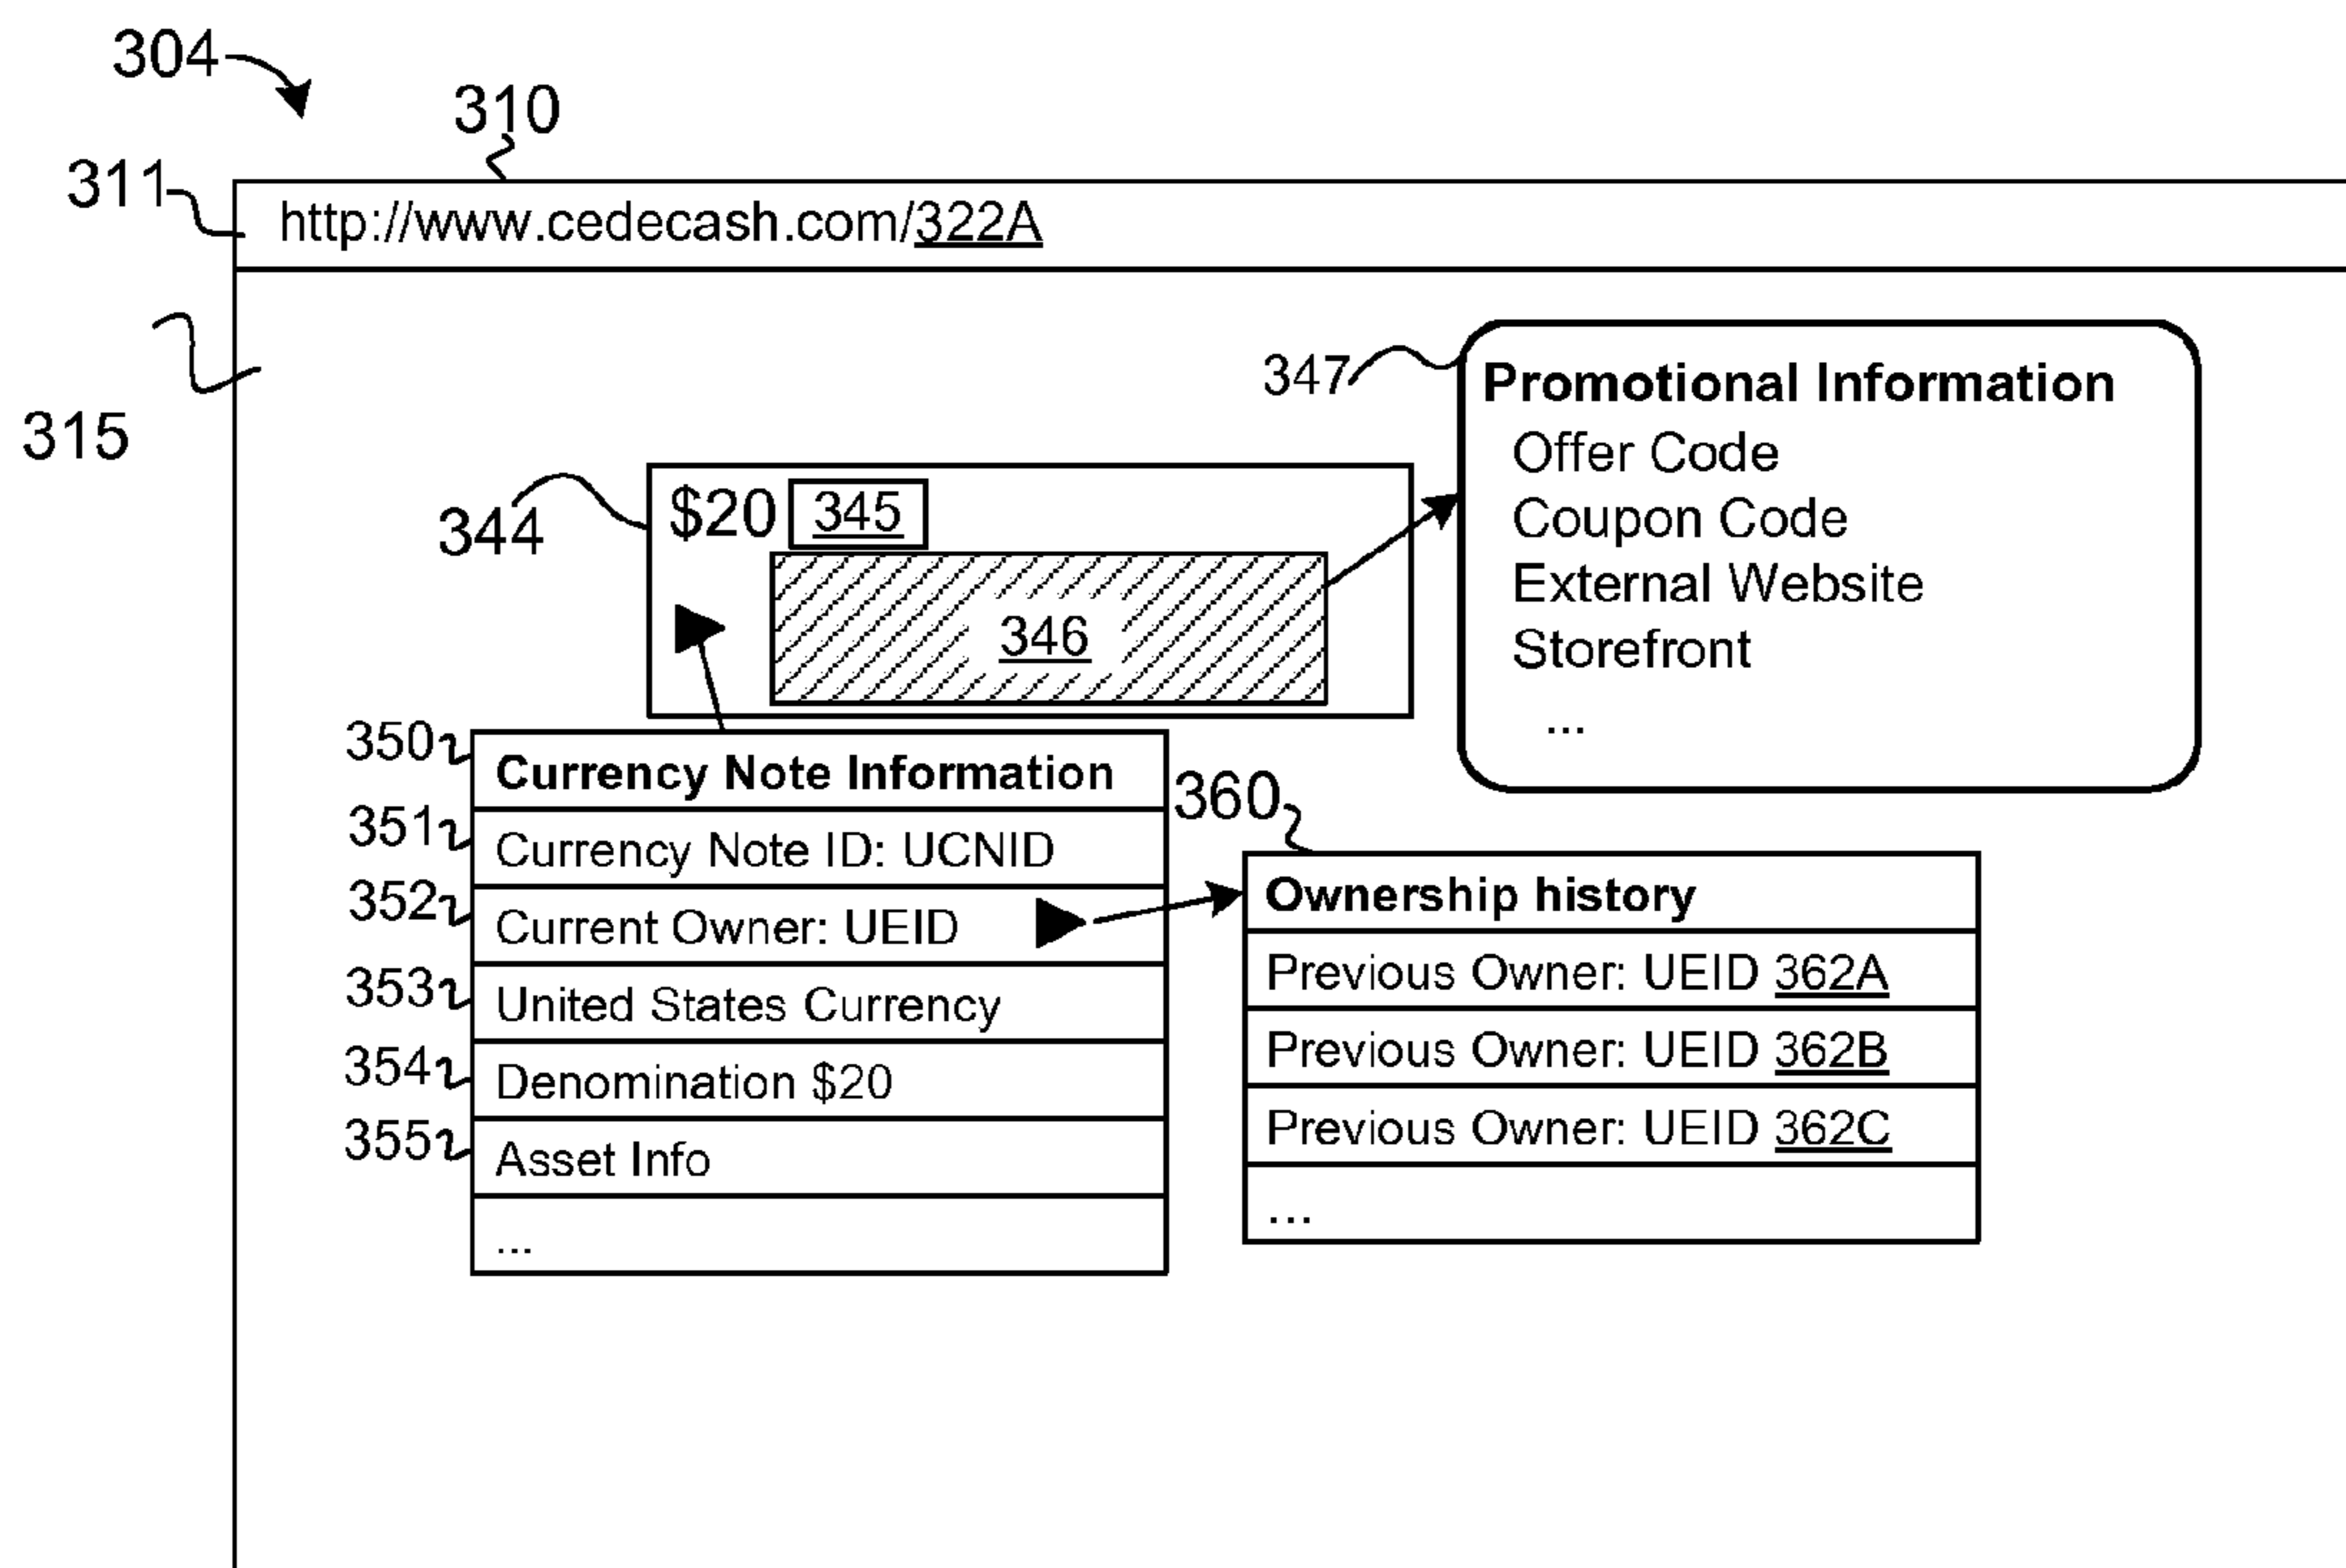 304
310
311
http://www.cedecash.com/322A
315
347
Promotional Information
Offer Code
Coupon Code
External Website
Storefront
...
344
$20 345
346
350
Currency Note Information
351
Currency Note ID: UCNID
352
Current Owner: UEID
353
United States Currency
354
Denomination $20
355
Asset Info
...
360
Ownership history
Previous Owner: UEID 362A
Previous Owner: UEID 362B
Previous Owner: UEID 362C
...